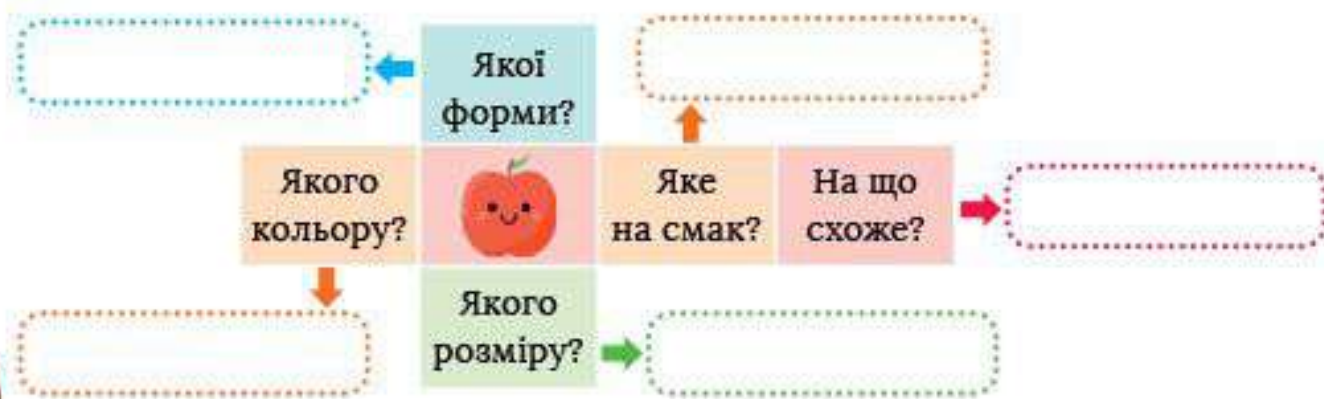 Якої
форми?
Якого
кольору?
Яке
на смак?
На що
схоже?
Якого
розміру?